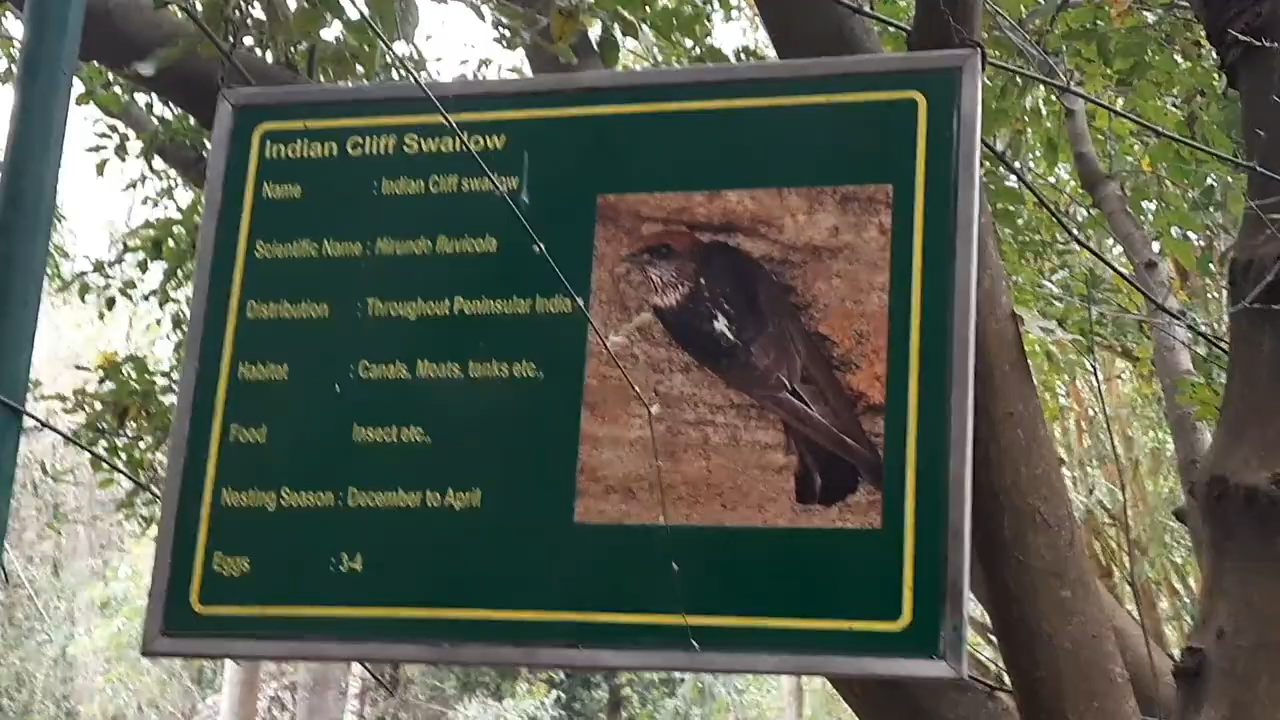 Indian Cliff Swallow
Name : Indian Cliff swallow
Scientific Name : Hirundo fluvicola
Distribution : Throughout Peninsular India
Habitat : Canals, Moats, tanks etc.,
Food Insect etc..
Nesting Season : December to April
Eggs : 3-4